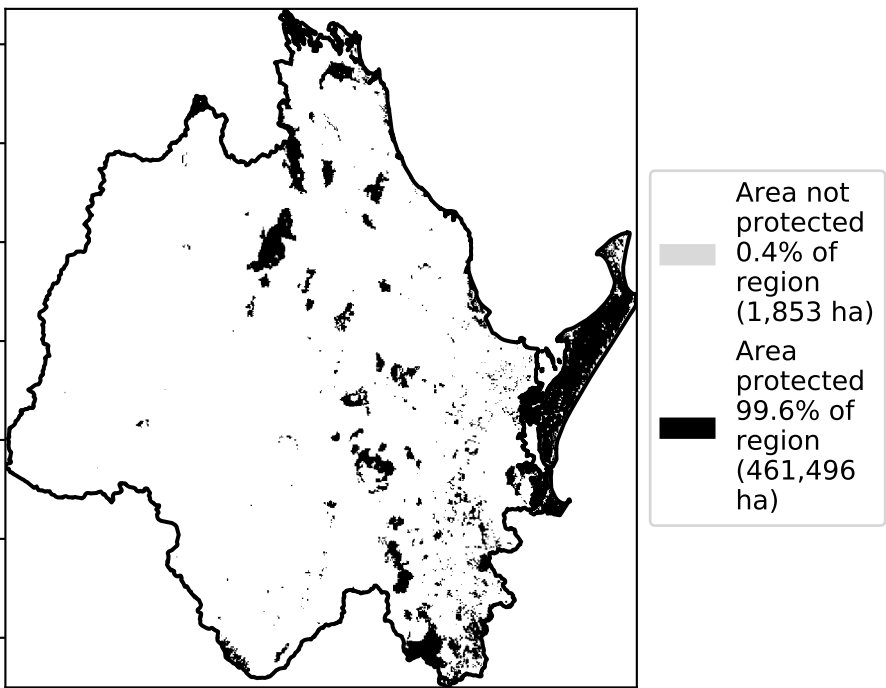 Area not
protected
0.4% of
region
(1,853 ha)
Area
protected
99.6% of
region
(461,496
ha)